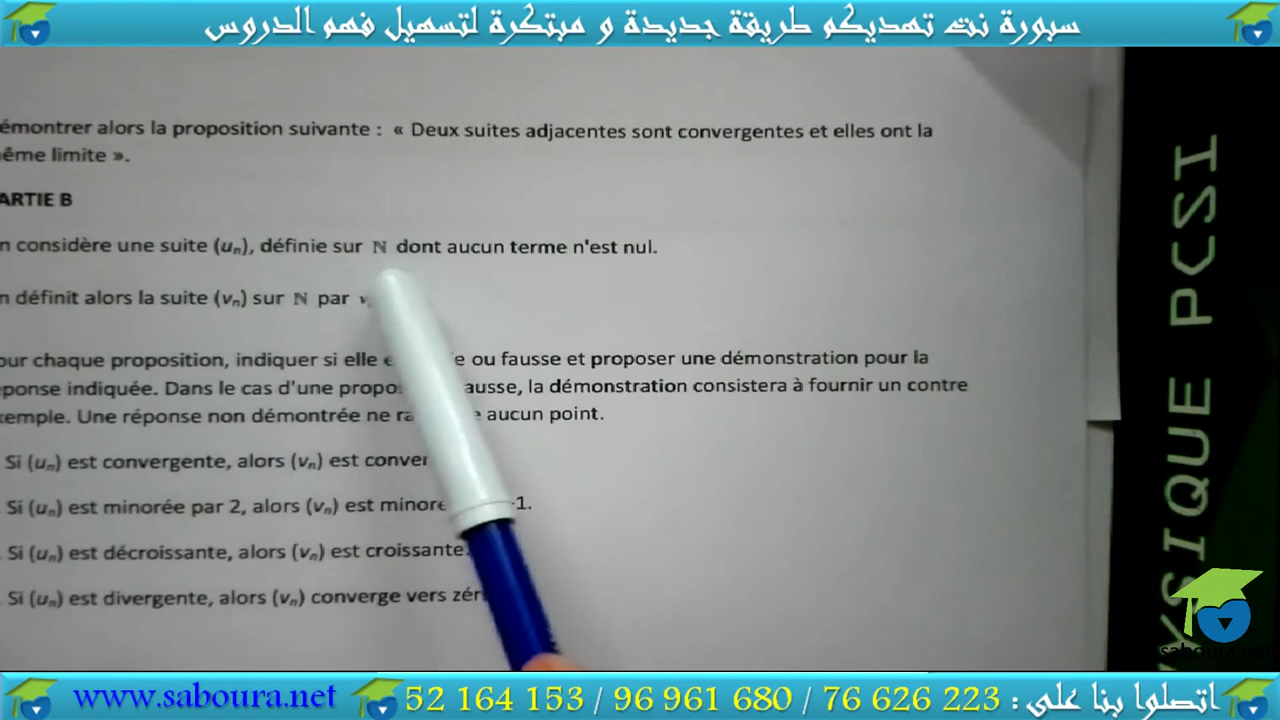 سبورة نت تهديكم طريقة جديدة و مبتكرة لتسهيل فهم الدروس
émontrer alors la proposition suivante : « Deux suites adjacentes sont convergentes et elles ont la
ême limite ».
ARTIE B
n considère une suite (uₙ), définie sur ℕ dont aucun terme n'est nul.
n définit alors la suite (vₙ) sur ℕ par v
our chaque proposition, indiquer si elle e ie ou fausse et proposer une démonstration pour la
ponse indiquée. Dans le cas d'une propo ausse, la démonstration consistera à fournir un contre
emple. Une réponse non démontrée ne ra e aucun point.
Si (uₙ) est convergente, alors (vₙ) est conver
Si (uₙ) est minorée par 2, alors (vₙ) est minoré -1.
Si (uₙ) est décroissante, alors (vₙ) est croissante.
Si (uₙ) est divergente, alors (vₙ) converge vers zér
YSIQUE PCSI
saboura.net
www.saboura.net
اتصلوا بنا على : 52 164 153 / 96 961 680 / 76 626 223